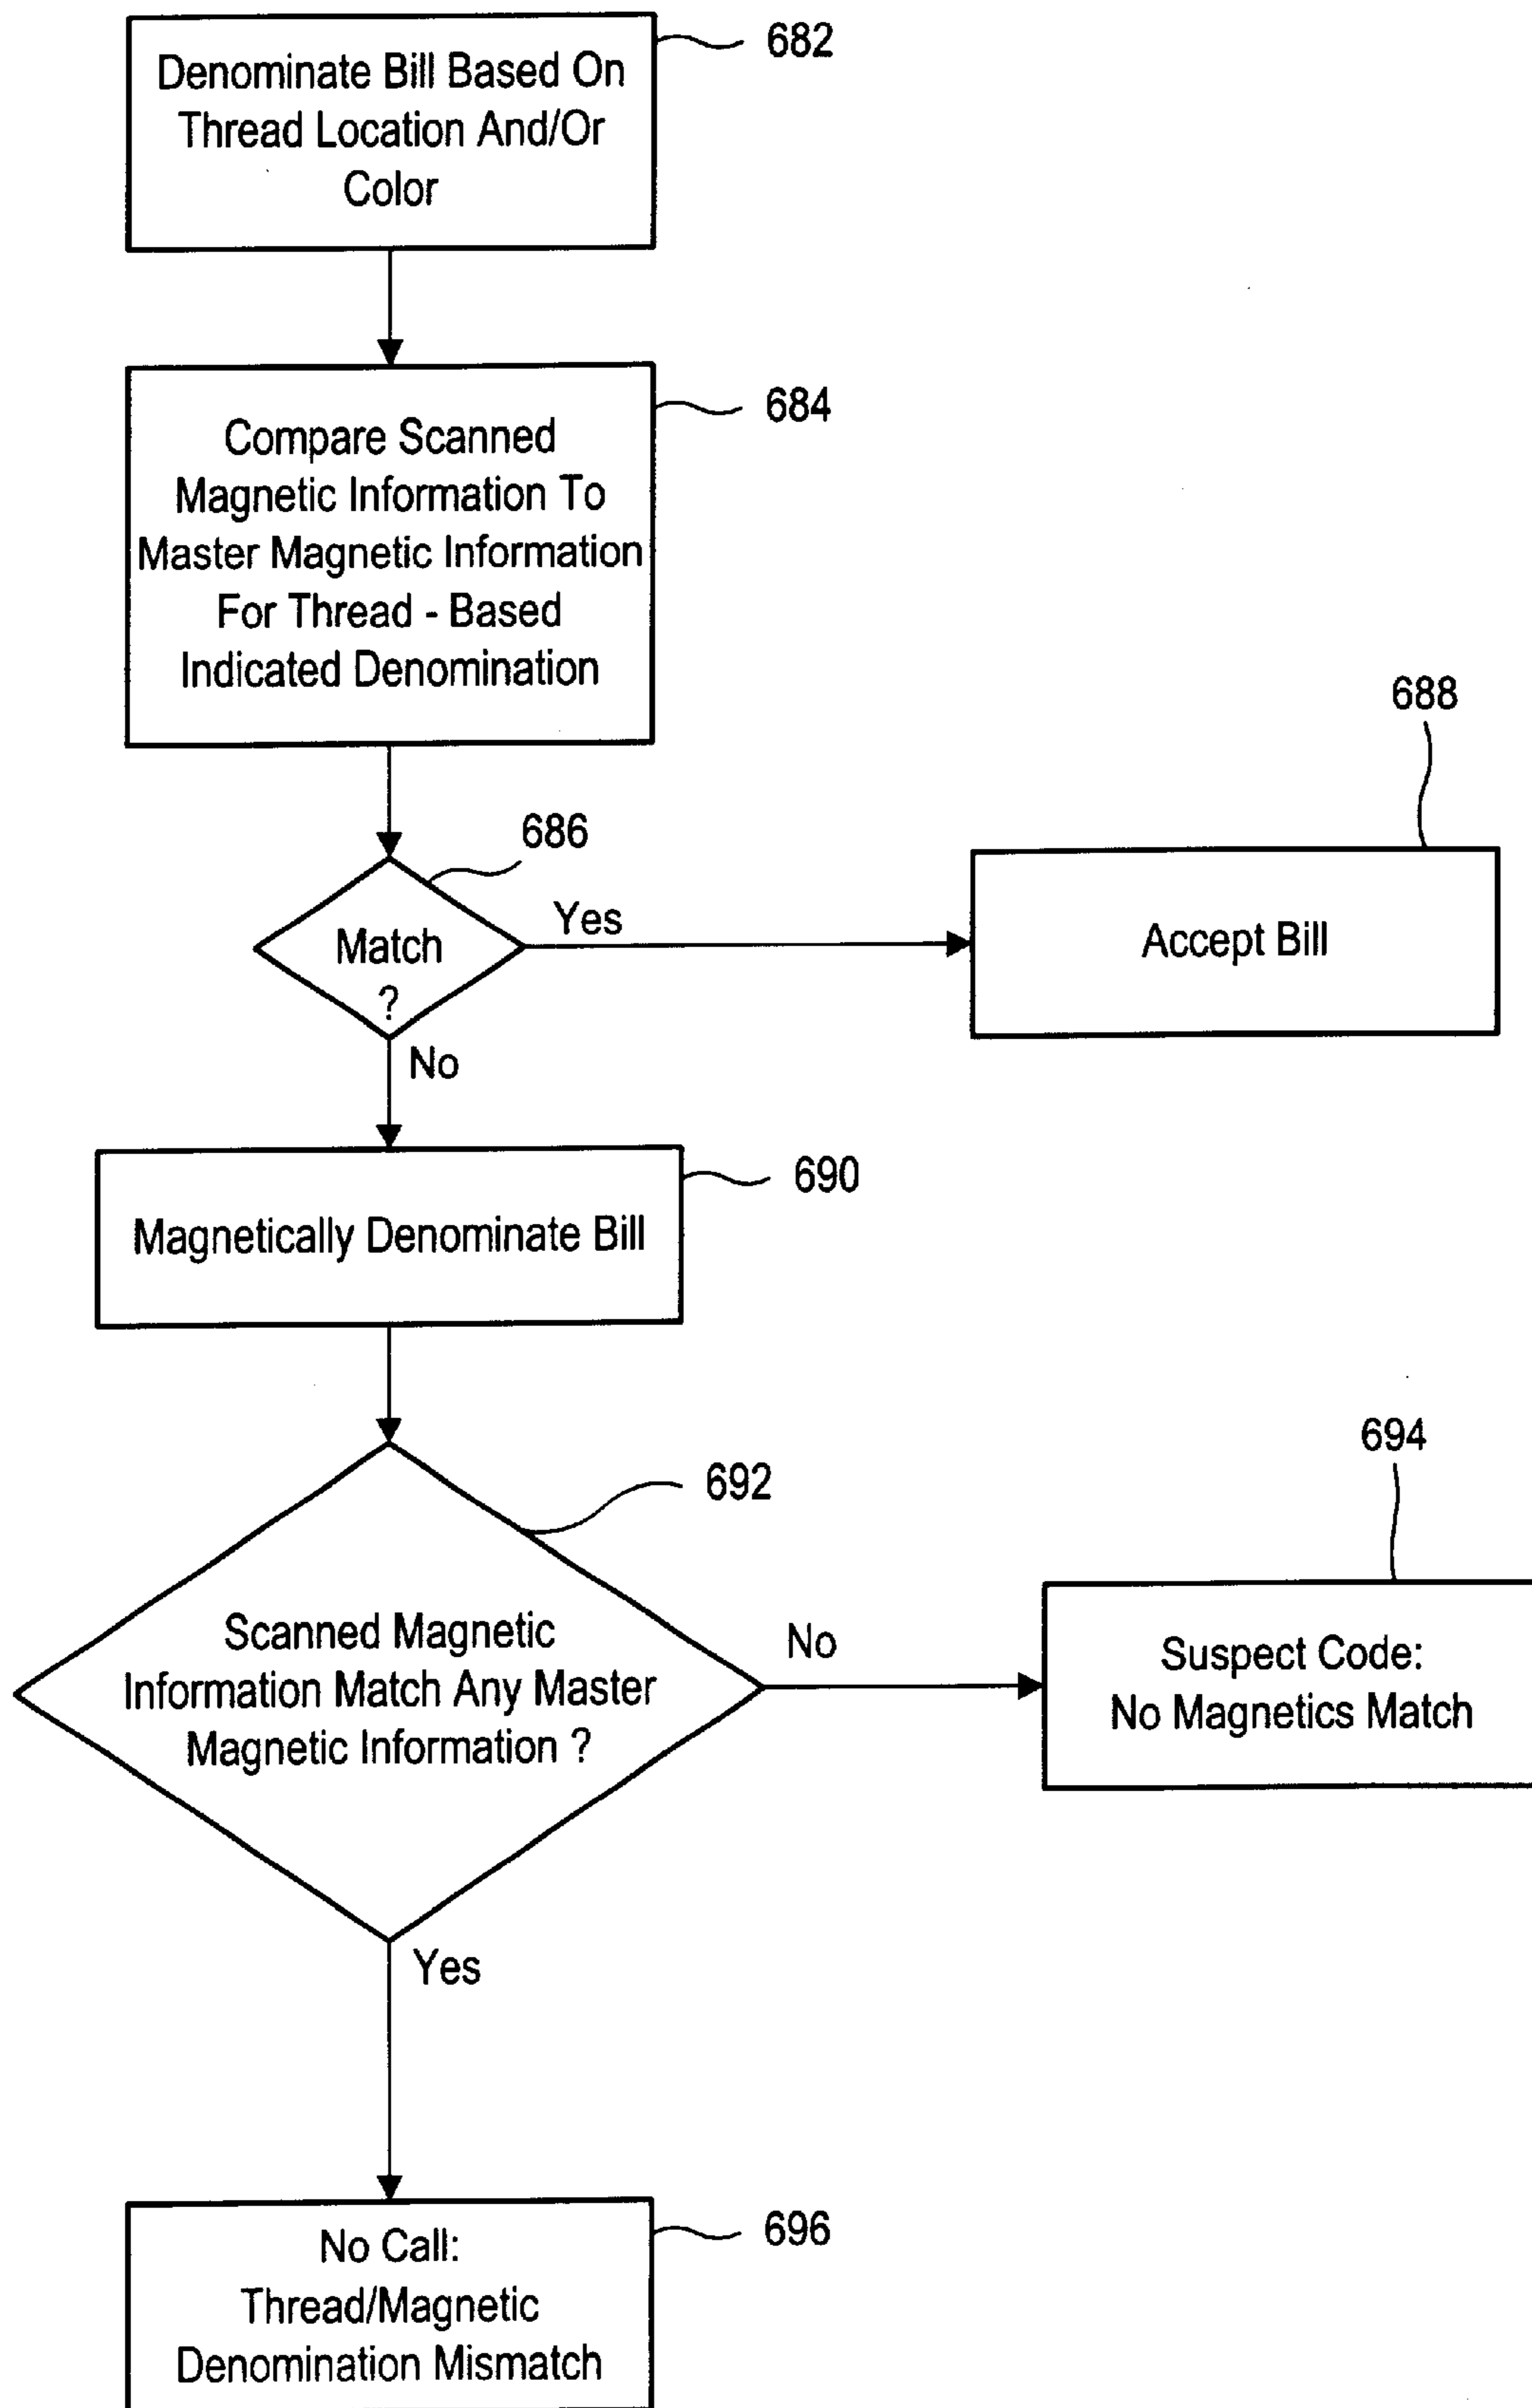 682
Denominate Bill Based On
Thread Location And/Or
Color
684
Compare Scanned
Magnetic Information To
Master Magnetic Information
For Thread - Based
Indicated Denomination
688
686
Match
?
Yes
Accept Bill
No
690
Magnetically Denominate Bill
694
692
Scanned Magnetic
Information Match Any Master
Magnetic Information ?
No
Suspect Code:
No Magnetics Match
Yes
696
No Call:
Thread/Magnetic
Denomination Mismatch